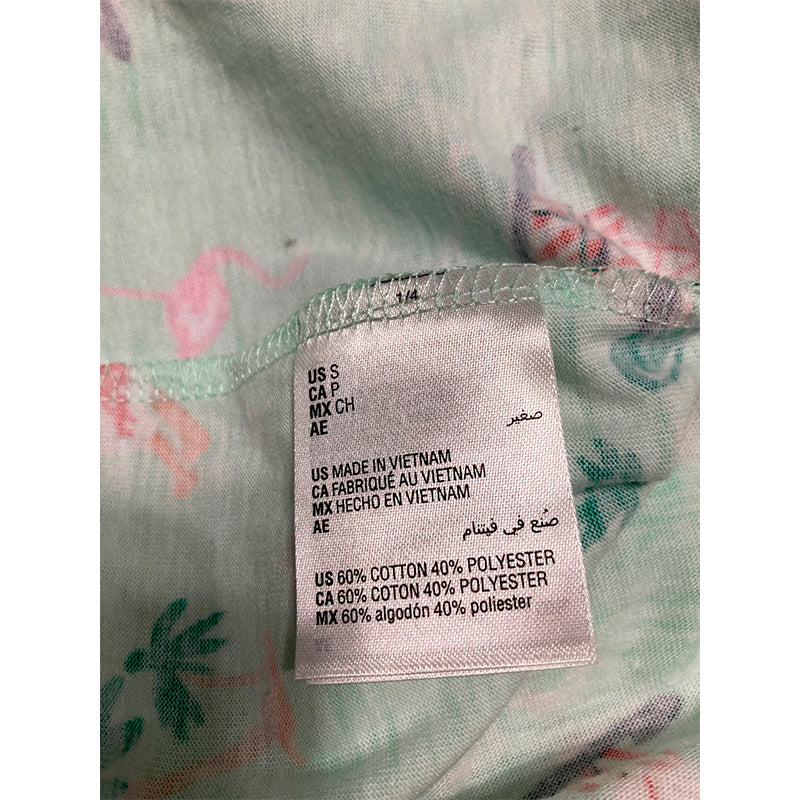 1/4
US S
CA P
MX CH
AE صغير
US MADE IN VIETNAM
CA FABRIQUÉ AU VIETNAM
MX HECHO EN VIETNAM
AE صُنع في فيتنام
US 60% COTTON 40% POLYESTER
CA 60% COTON 40% POLYESTER
MX 60% algodón 40% poliester